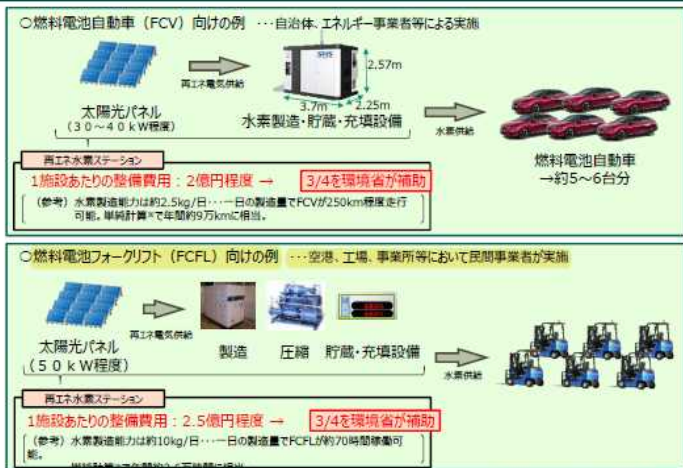 ○燃料電池自動車（FCV）向けの例 ･･･自治体、エネルギー事業者等による実施
太陽光パネル
（30～40kW程度）
再エネ電気供給
2.57m
3.7m
2.25m
水素製造・貯蔵・充填設備
水素供給
燃料電池自動車
→約5～6台分
再エネ水素ステーション
1施設あたりの整備費用：2億円程度 → 3/4を環境省が補助
（参考）水素製造能力は約2.5kg/日･･･一日の製造量でFCVが250km程度走行
可能。単純計算※で年間約9万kmに相当。
○燃料電池フォークリフト（FCFL）向けの例 ･･･空港、工場、事業所等において民間事業者が実施
太陽光パネル
（50kW程度）
再エネ電気供給
製造 圧縮 貯蔵・充填設備
水素供給
再エネ水素ステーション
1施設あたりの整備費用：2.5億円程度 → 3/4を環境省が補助
（参考）水素製造能力は約10kg/日･･･一日の製造量でFCFLが約70時間稼働可
能。